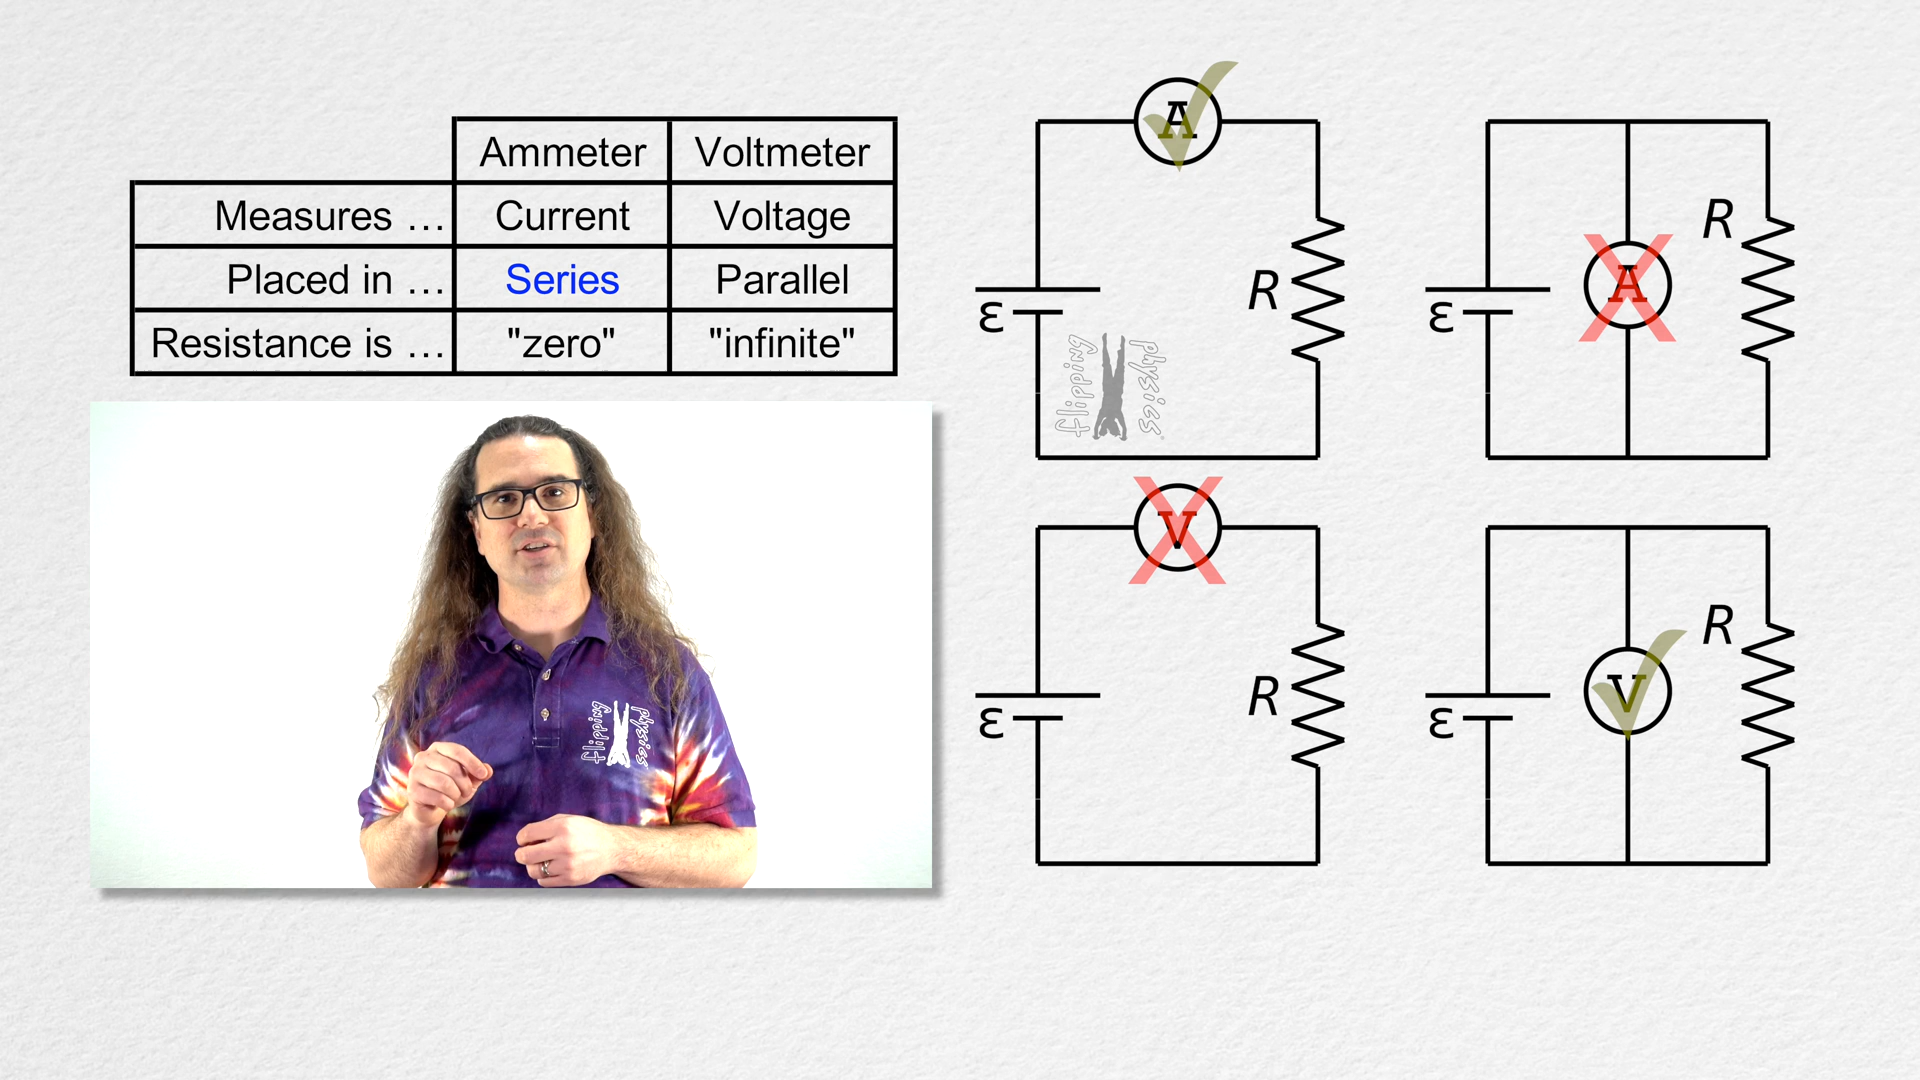 Ammeter Voltmeter
Measures … Current Voltage
Placed in … Series Parallel
Resistance is … "zero" "infinite"
A
R
ε
flipping
physics
A
R
ε
V
R
ε
V
R
ε
flipping
physics